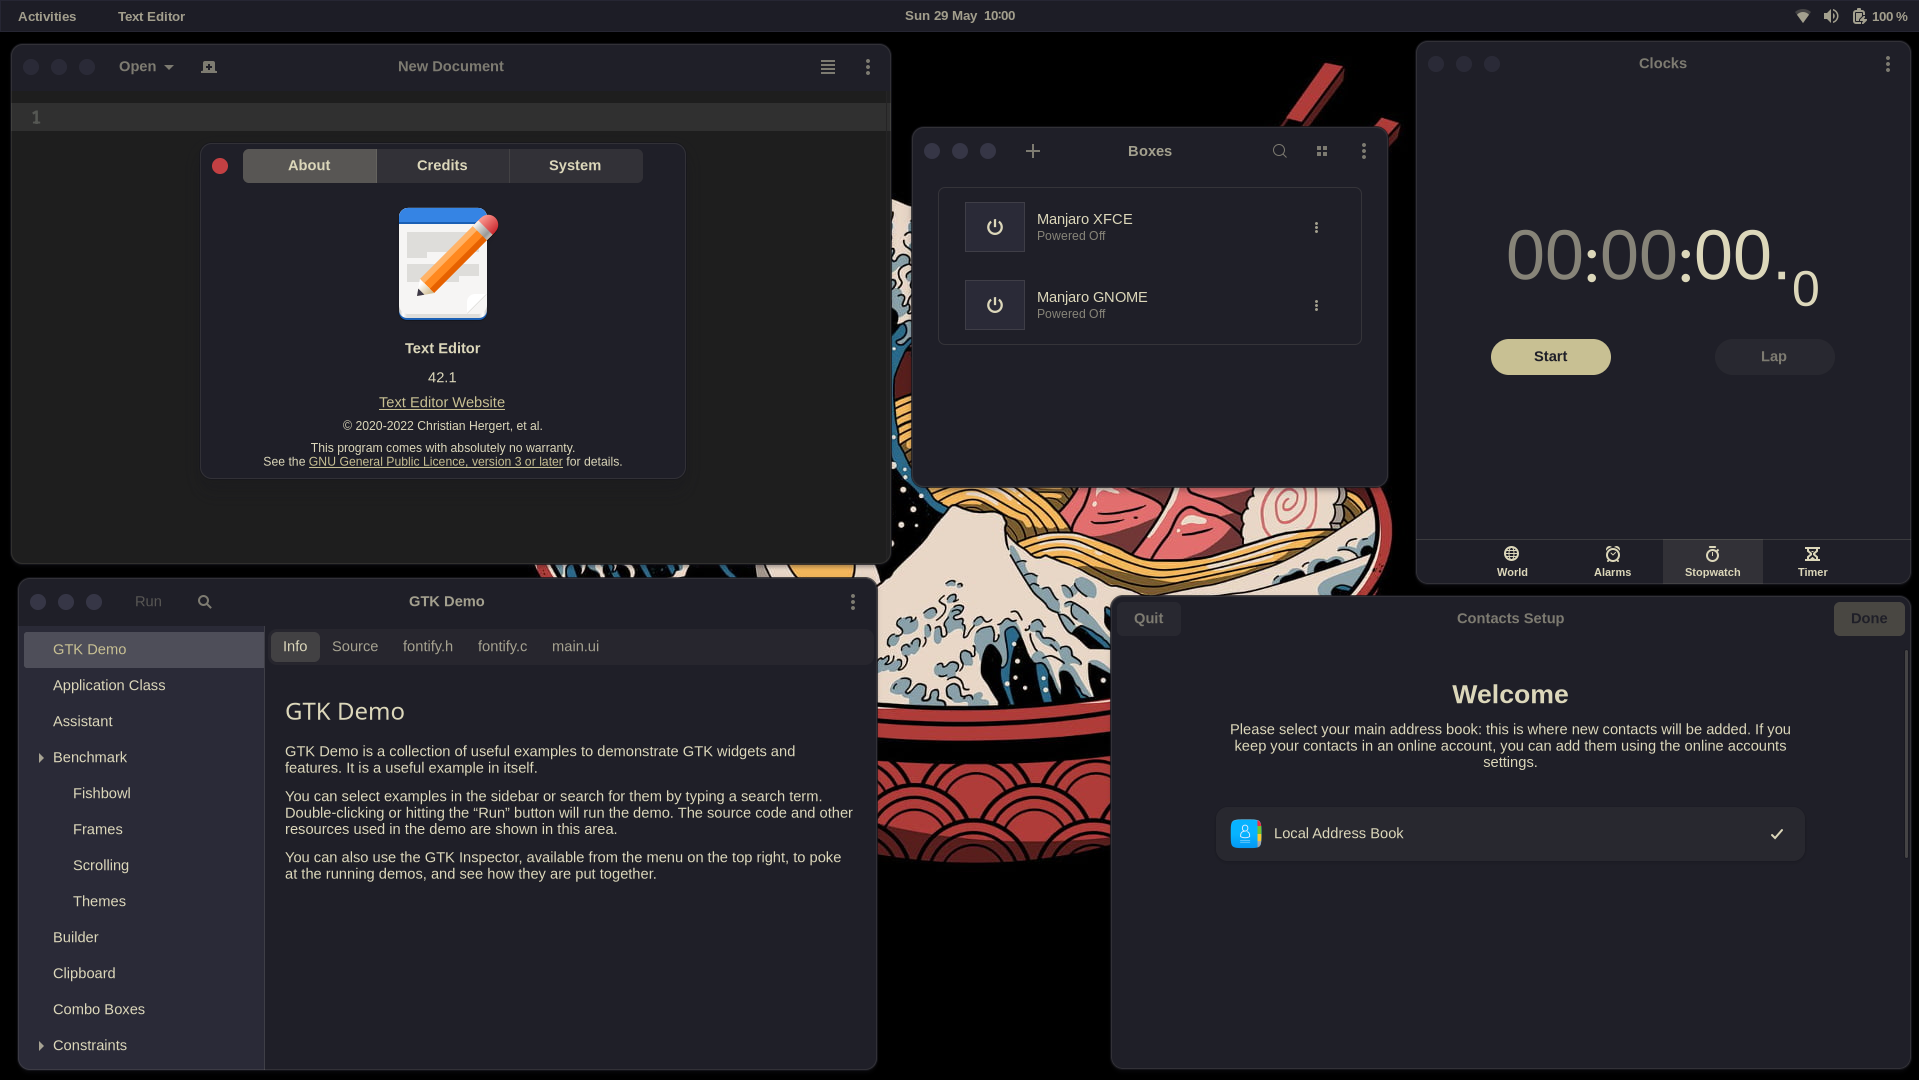 Activities
Text Editor
Sun 29 May 10:00
100 %
Open
New Document
1
About
Credits
System
Text Editor
42.1
Text Editor Website
© 2020-2022 Christian Hergert, et al.
This program comes with absolutely no warranty.
See the GNU General Public Licence, version 3 or later for details.
Boxes
Manjaro XFCE
Powered Off
Manjaro GNOME
Powered Off
Clocks
00:00:00.0
Start
Lap
World
Alarms
Stopwatch
Timer
Run
GTK Demo
GTK Demo
Application Class
Assistant
Benchmark
Fishbowl
Frames
Scrolling
Themes
Builder
Clipboard
Combo Boxes
Constraints
Info
Source
fontify.h
fontify.c
main.ui
GTK Demo
GTK Demo is a collection of useful examples to demonstrate GTK widgets and
features. It is a useful example in itself.
You can select examples in the sidebar or search for them by typing a search term.
Double-clicking or hitting the “Run” button will run the demo. The source code and other
resources used in the demo are shown in this area.
You can also use the GTK Inspector, available from the menu on the top right, to poke
at the running demos, and see how they are put together.
Quit
Contacts Setup
Done
Welcome
Please select your main address book: this is where new contacts will be added. If you
keep your contacts in an online account, you can add them using the online accounts
settings.
Local Address Book